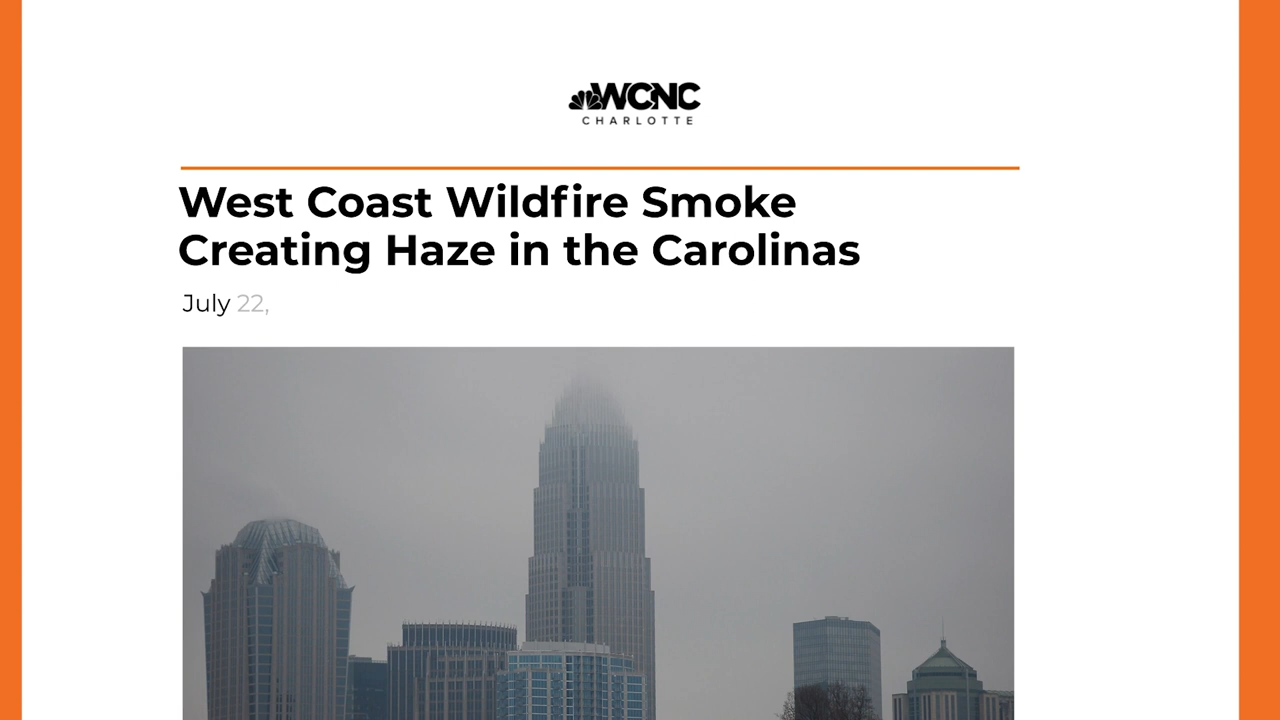 WCNC
CHARLOTTE
West Coast Wildfire Smoke
Creating Haze in the Carolinas
July 22,